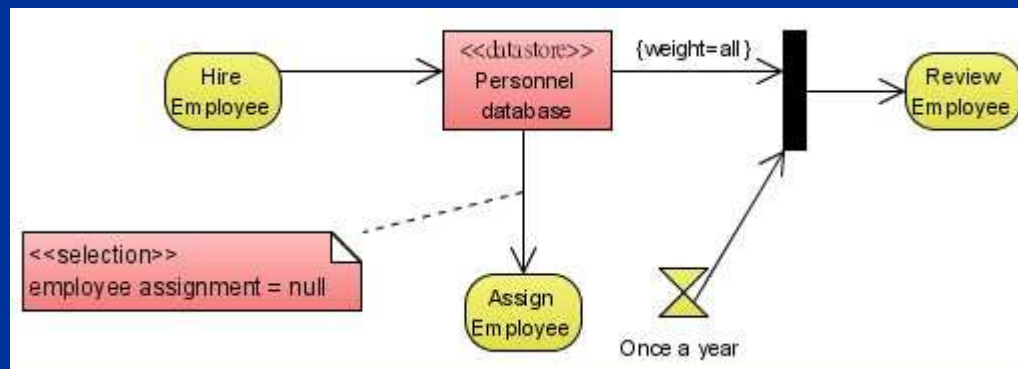 Hire
Employee
<<datastore>>
Personnel
database
{weight=all}
Review
Employee
<<selection>>
employee assignment = null
Assign
Employee
Once a year